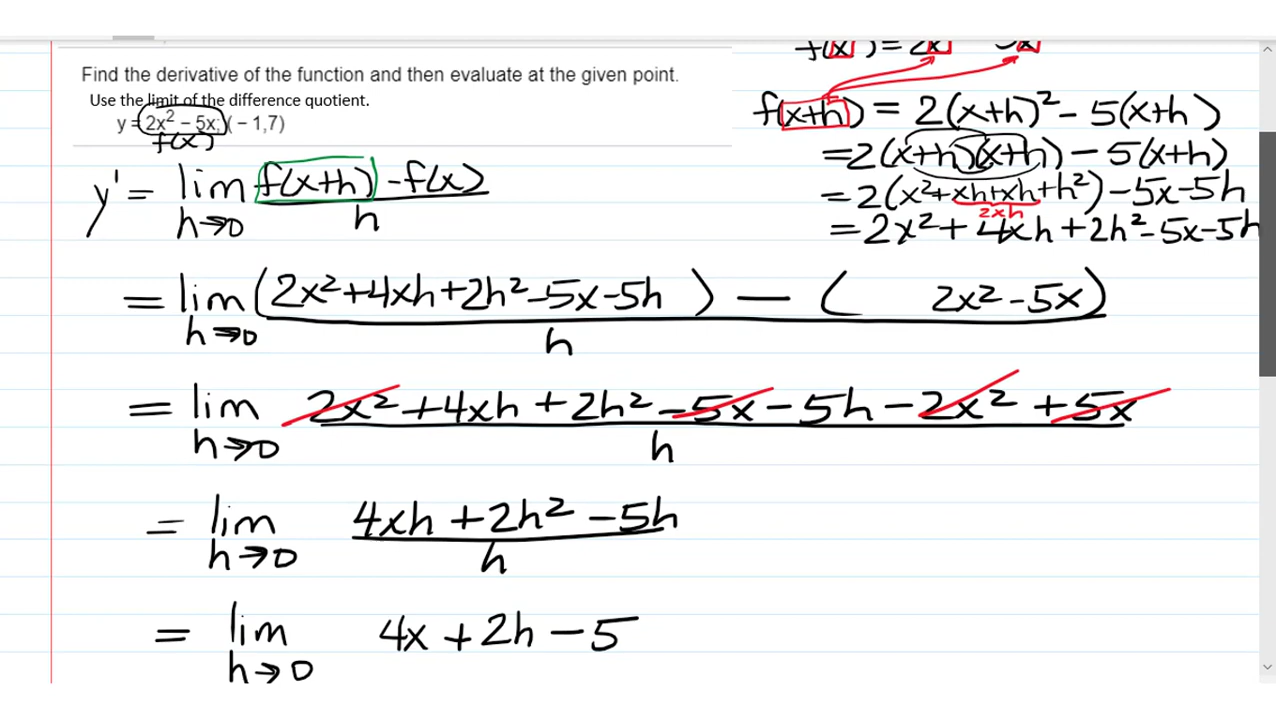 f(x) = 2x² - 5x
Find the derivative of the function and then evaluate at the given point.
Use the limit of the difference quotient.
y = 2x² − 5x; (− 1,7)
f(x)
y' = lim h→0 f(x+h) - f(x) / h
= lim h→0 (2x²+4xh+2h²-5x-5h) - (2x²-5x) / h
= lim h→0 2x²+4xh+2h²-5x-5h-2x²+5x / h
= lim h→0 4xh+2h²-5h / h
= lim h→0 4x+2h-5
f(x+h) = 2(x+h)² - 5(x+h)
=2(x+h)(x+h) - 5(x+h)
=2(x²+xh+xh+h²)-5x-5h
2xh
=2x²+4xh+2h²-5x-5h